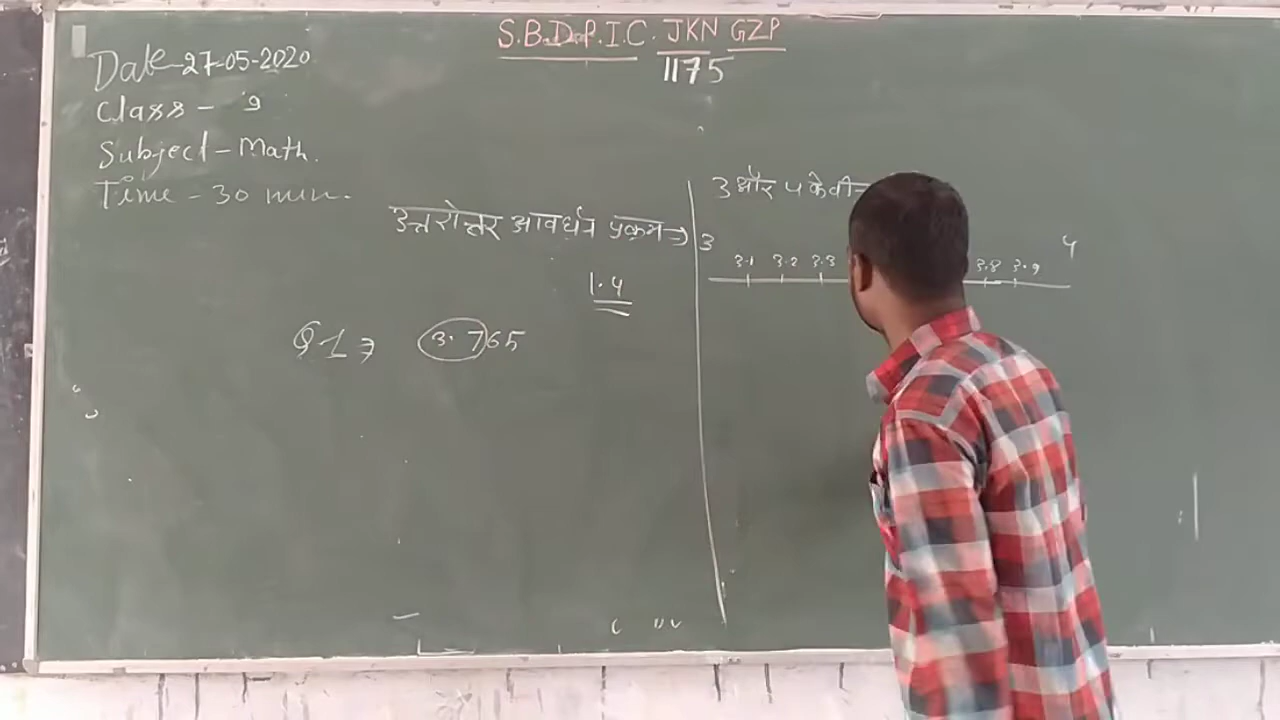 S.B.D.P.I.C. JKN GZP
1175
Date-27-05-2020
Class - 9
Subject-Math.
Time - 30 min.
उत्तरोत्तर आवर्धन प्रक्रम →
1.4
Q1⇒ 3.765
3 और 4 के बी
3 4
3.1 3.2 3.3 3.8 3.9